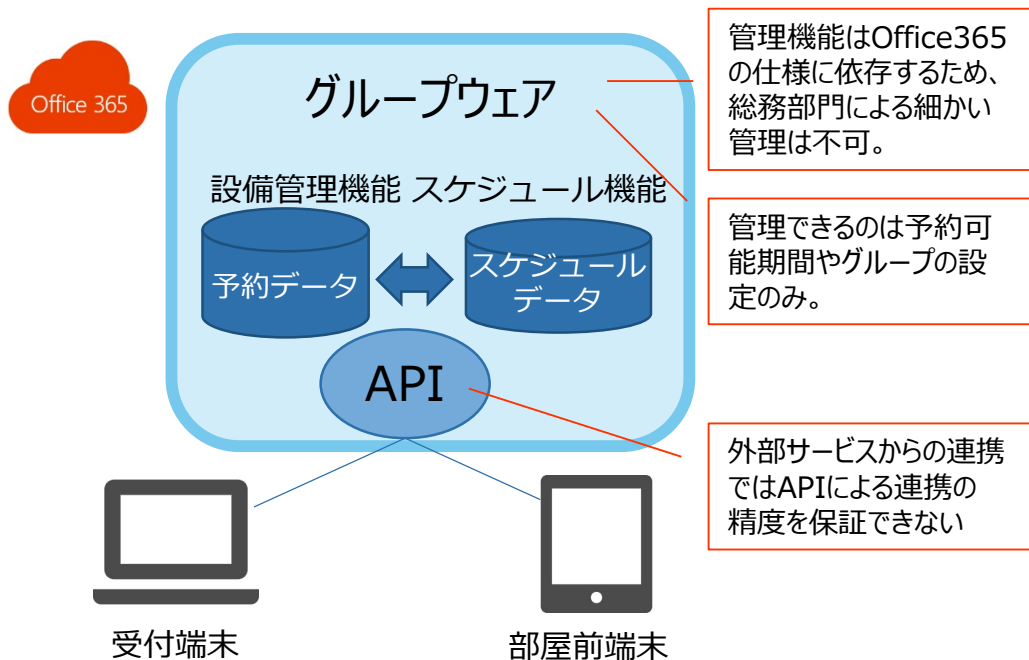 Office 365
グループウェア
設備管理機能 スケジュール機能
予約データ
スケジュール
データ
API
受付端末
部屋前端末
管理機能はOffice365
の仕様に依存するため、
総務部門による細かい
管理は不可。
管理できるのは予約可
能期間やグループの設
定のみ。
外部サービスからの連携
ではAPIによる連携の
精度を保証できない